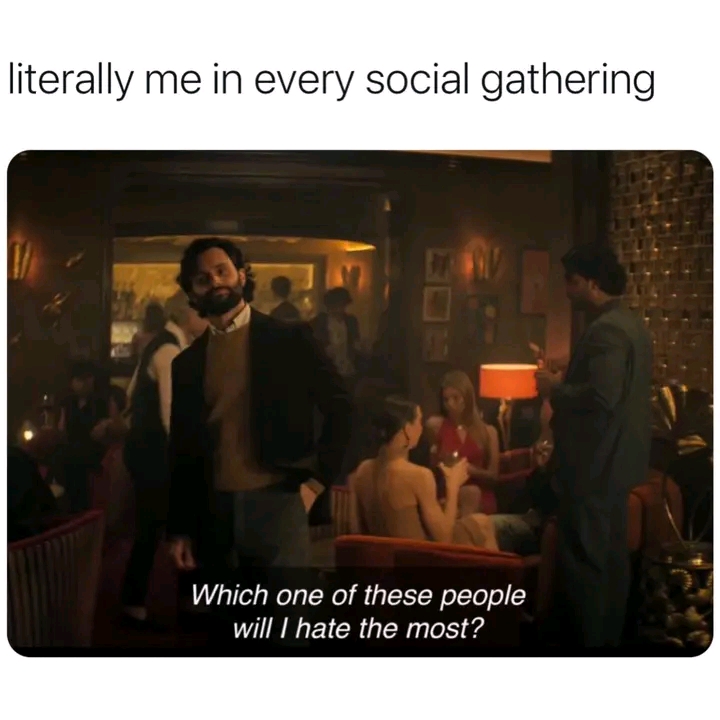 literally me in every social gathering
Which one of these people
will I hate the most?